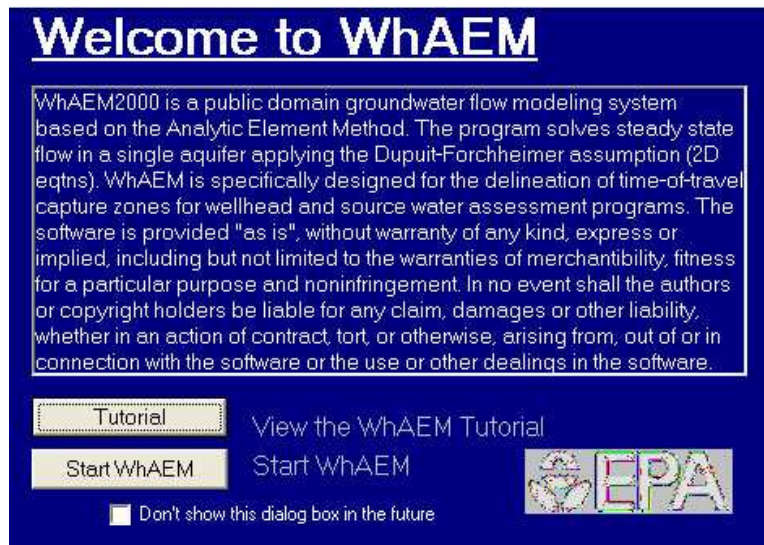 Welcome to WhAEM
WhAEM2000 is a public domain groundwater flow modeling system
based on the Analytic Element Method. The program solves steady state
flow in a single aquifer applying the Dupuit-Forchheimer assumption (2D
eqtns). WhAEM is specifically designed for the delineation of time-of-travel
capture zones for wellhead and source water assessment programs. The
software is provided "as is", without warranty of any kind, express or
implied, including but not limited to the warranties of merchantibility, fitness
for a particular purpose and noninfringement. In no event shall the authors
or copyright holders be liable for any claim, damages or other liability,
whether in an action of contract, tort, or otherwise, arising from, out of or in
connection with the software or the use or other dealings in the software.
Tutorial
View the WhAEM Tutorial
Start WhAEM
Start WhAEM
EPA
Don't show this dialog box in the future